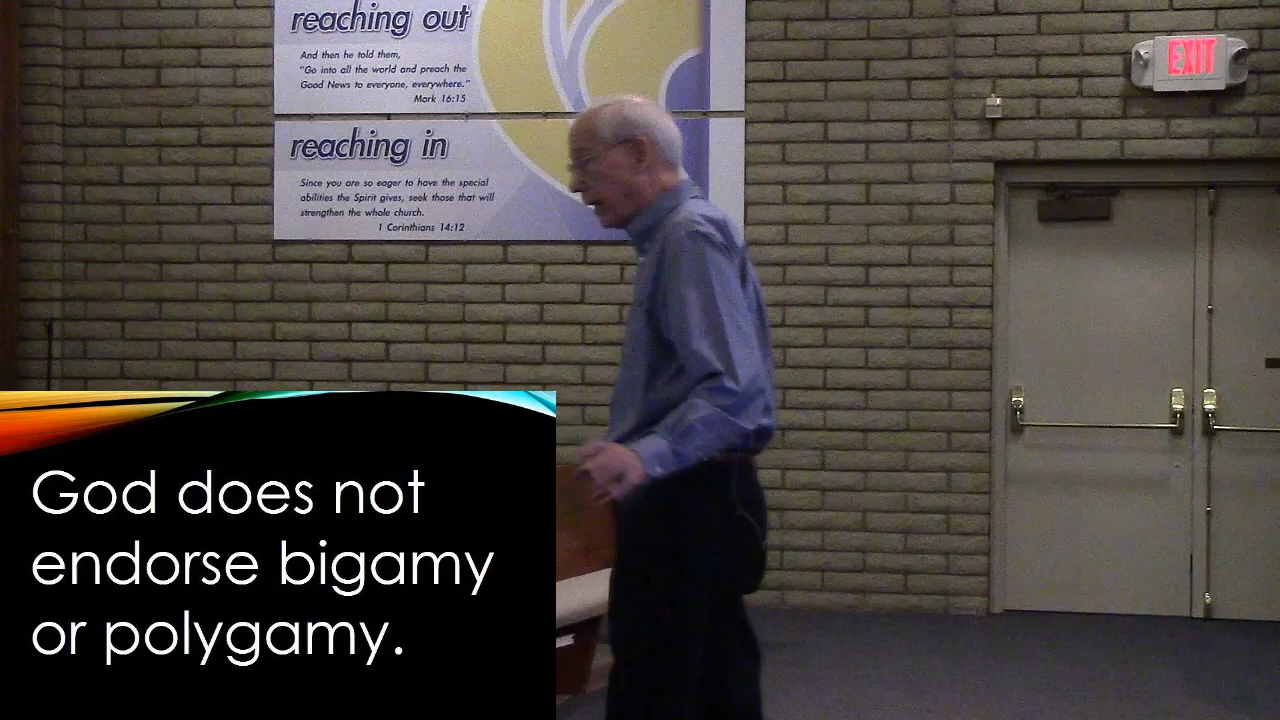 reaching out
And then he told them,
"Go into all the world and preach the
Good News to everyone, everywhere."
Mark 16:15
reaching in
Since you are so eager to have the special
abilities the Spirit gives, seek those that will
strengthen the whole church.
1 Corinthians 14:12
EXIT
God does not
endorse bigamy
or polygamy.